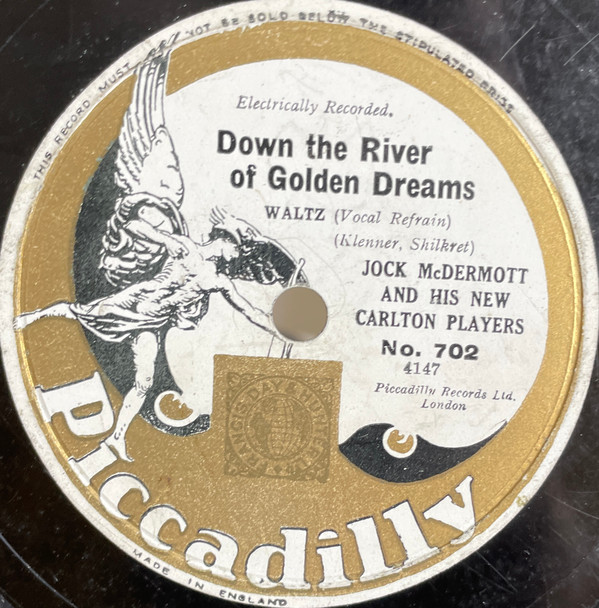 THIS RECORD MUST NOT BE SOLD BELOW THE STIPULATED PRICE
Electrically Recorded.
Down the River
of Golden Dreams
WALTZ (Vocal Refrain)
(Klenner, Shilkret)
JOCK McDERMOTT
AND HIS NEW
CARLTON PLAYERS
No. 702
4147
Piccadilly Records Ltd.
London
Piccadilly
MADE IN ENGLAND